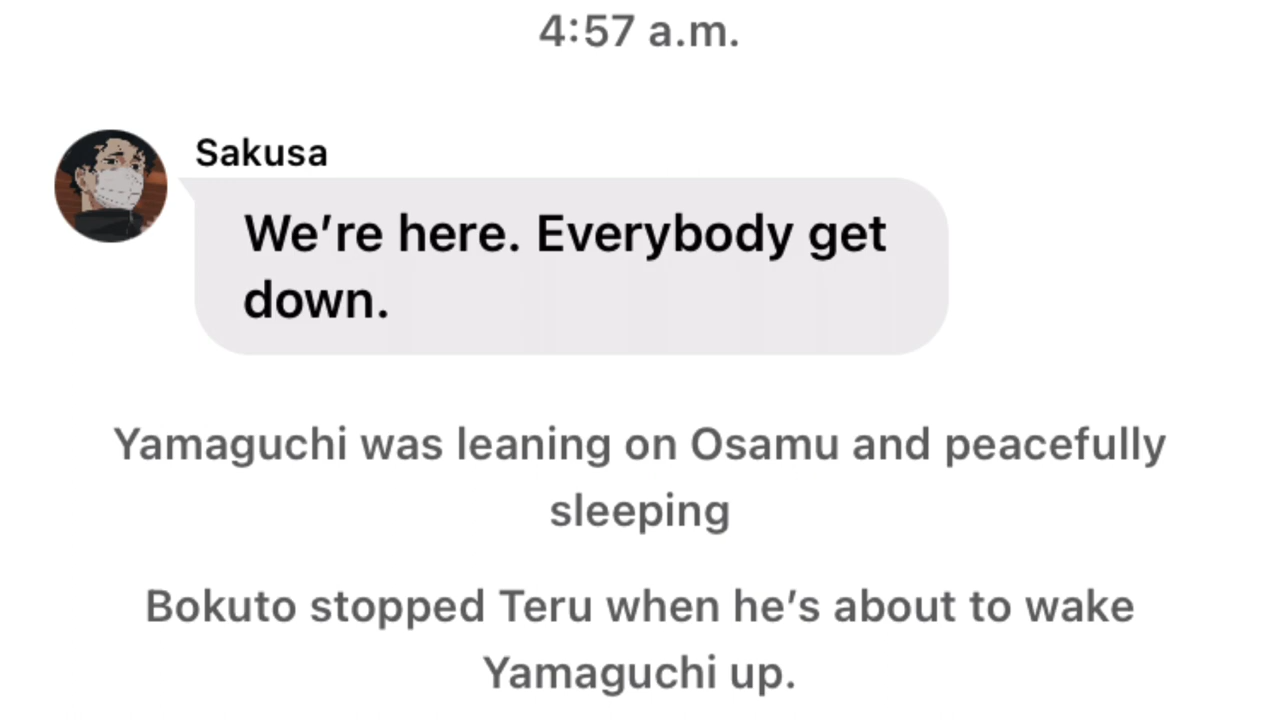 4:57 a.m.
Sakusa
We’re here. Everybody get
down.
Yamaguchi was leaning on Osamu and peacefully
sleeping
Bokuto stopped Teru when he’s about to wake
Yamaguchi up.